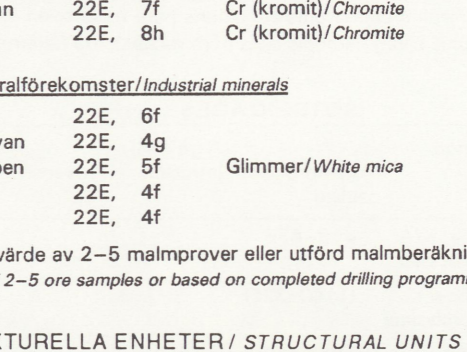 an 22E, 7f Cr (kromit)/Chromite
22E, 8h Cr (kromit)/Chromite
ralförekomster/Industrial minerals
22E, 6f
van 22E, 4g
pen 22E, 5f Glimmer/White mica
22E, 4f
22E, 4f
värde av 2–5 malmprover eller utförd malmberäkni
2–5 ore samples or based on completed drilling program
KTURELLA ENHETER / STRUCTURAL UNITS